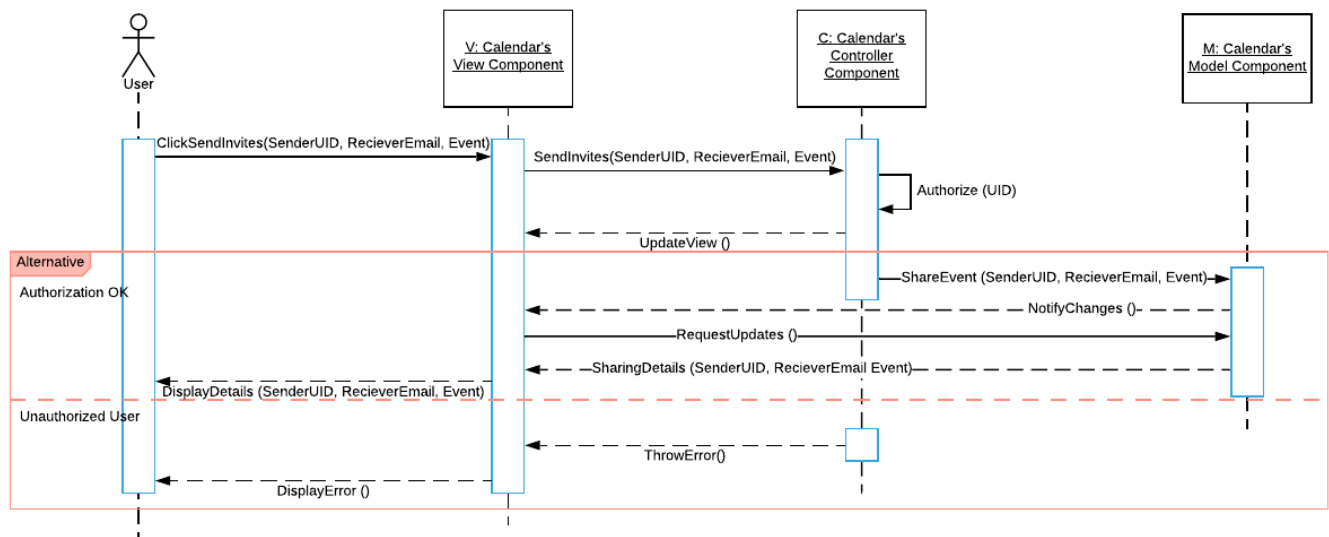 User
V: Calendar's
View Component
C: Calendar's
Controller
Component
M: Calendar's
Model Component
ClickSendInvites(SenderUID, RecieverEmail, Event)
SendInvites(SenderUID, RecieverEmail, Event)
Authorize (UID)
UpdateView ()
Alternative
Authorization OK
ShareEvent (SenderUID, RecieverEmail, Event)
NotifyChanges ()
RequestUpdates ()
SharingDetails (SenderUID, RecieverEmail Event)
DisplayDetails (SenderUID, RecieverEmail, Event)
Unauthorized User
ThrowError()
DisplayError ()